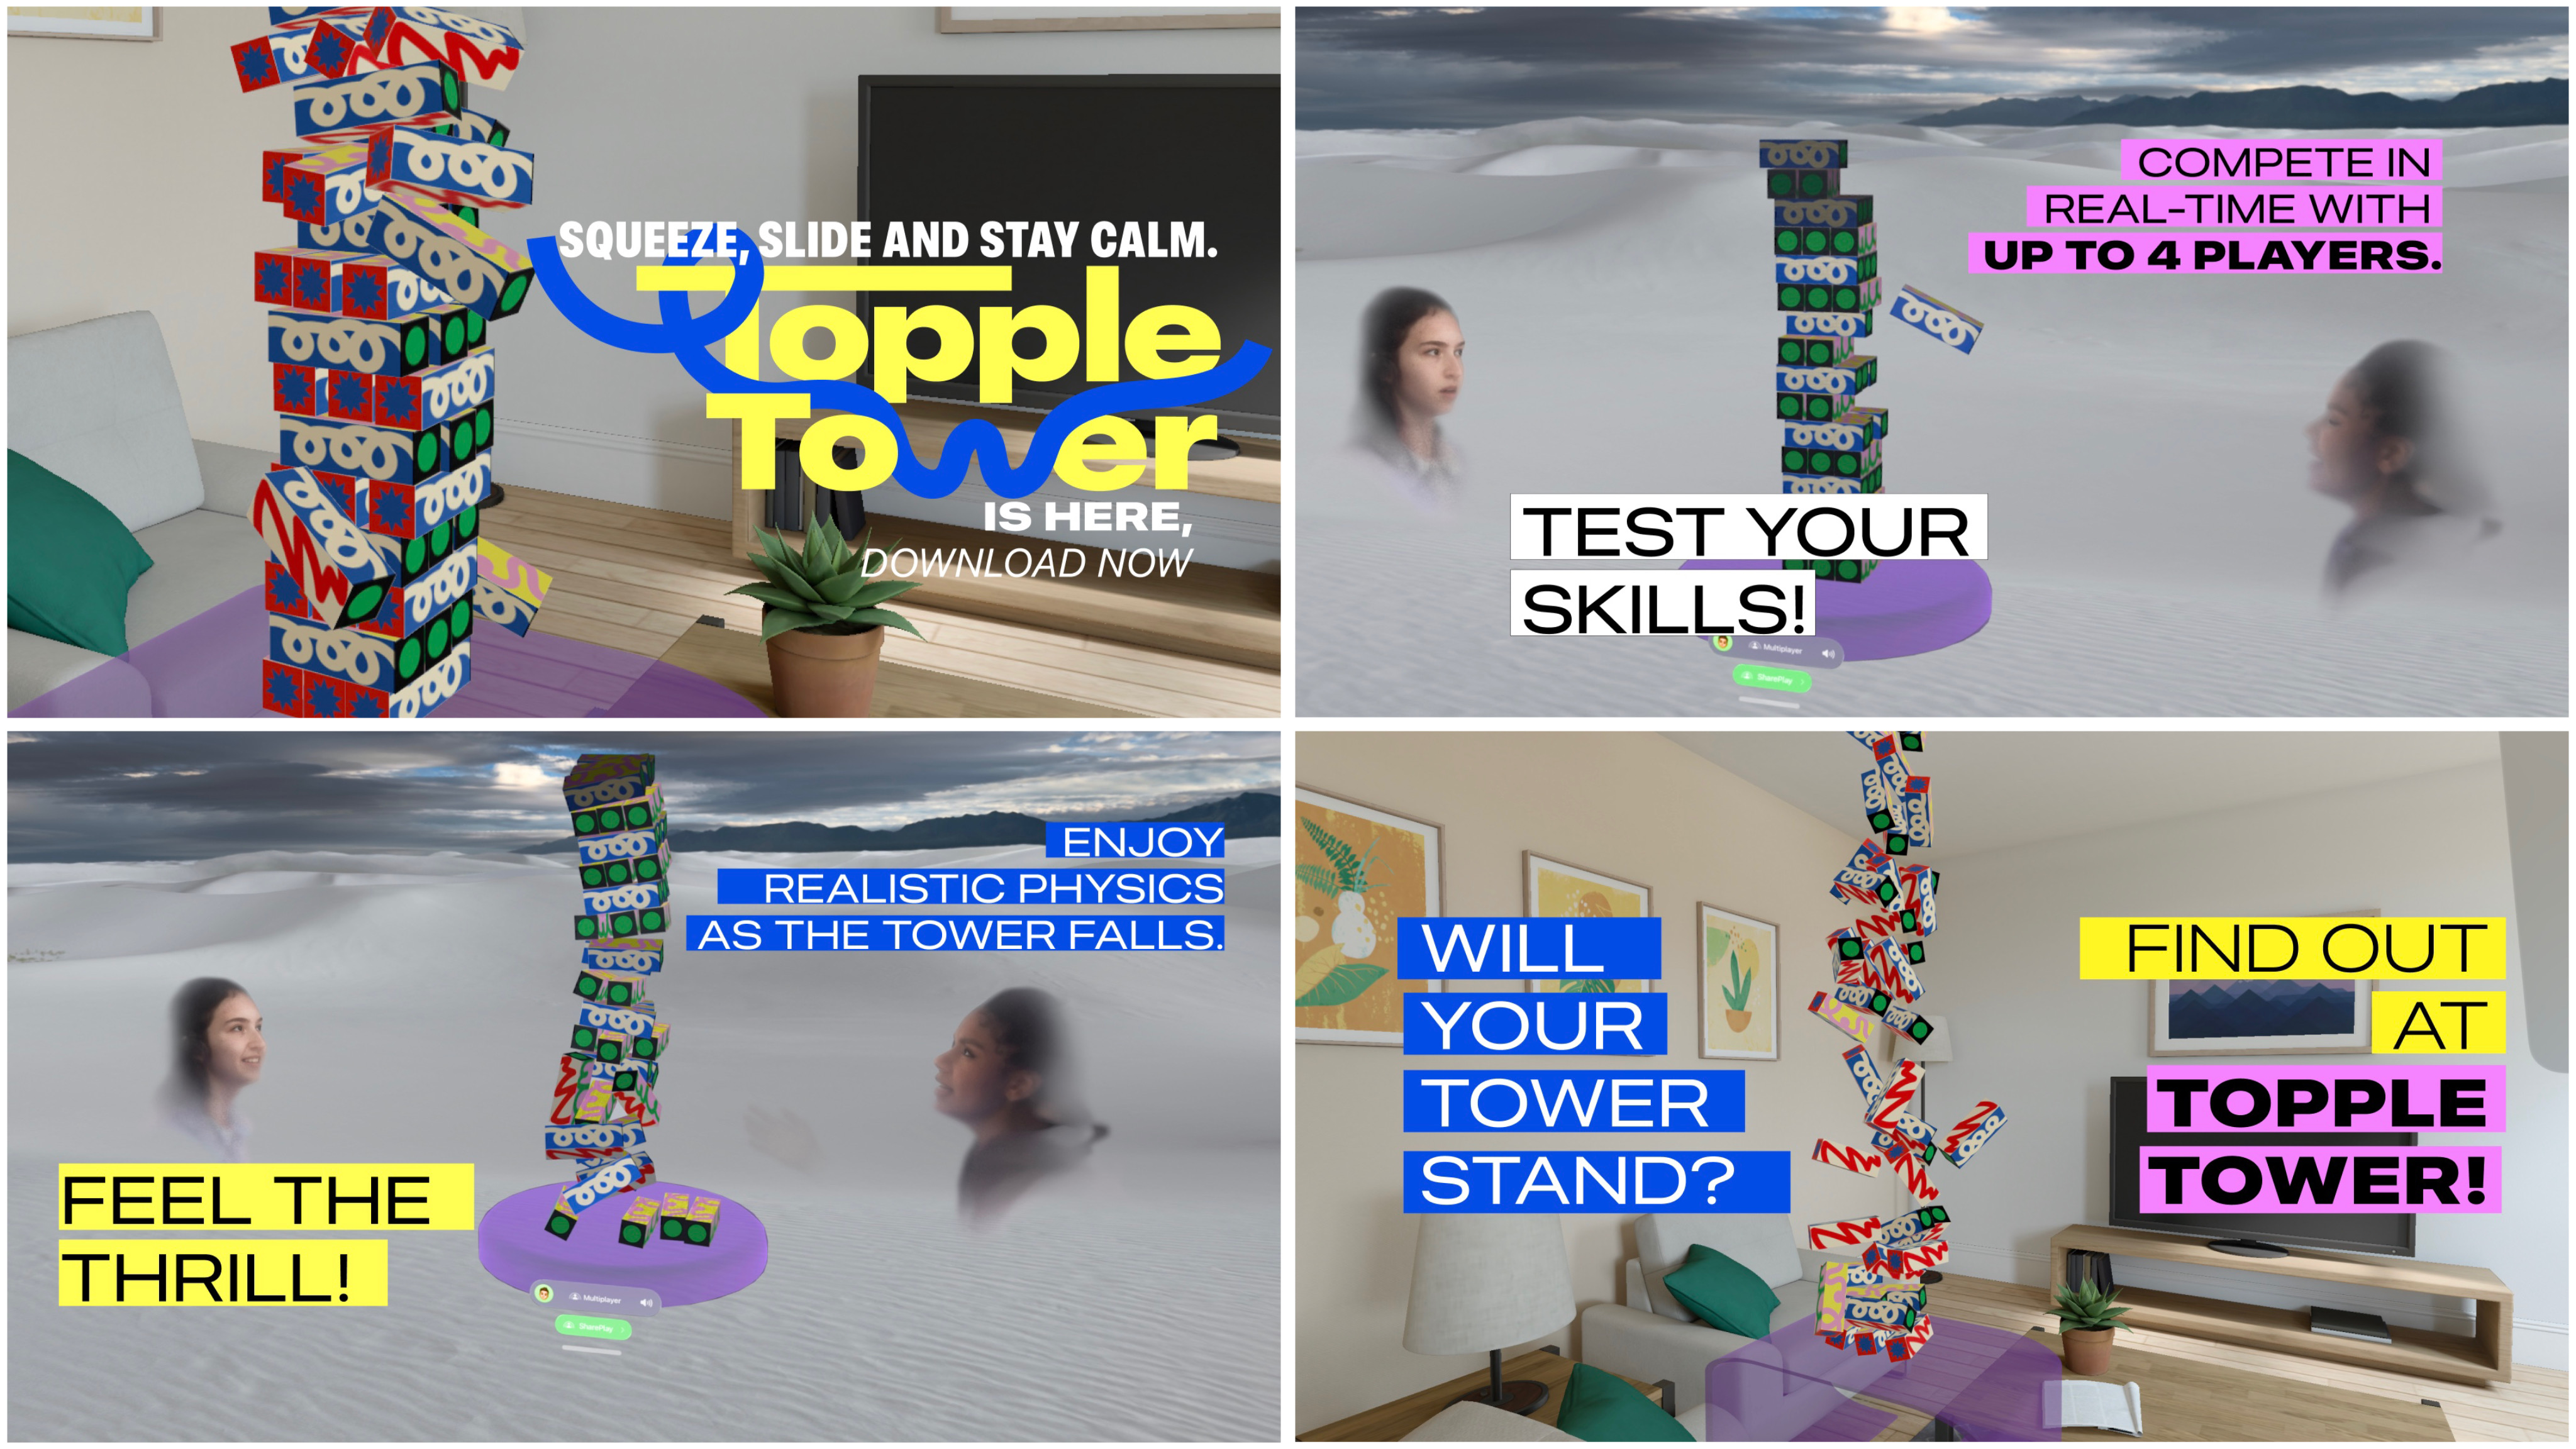 SQUEEZE, SLIDE AND STAY CALM.
Topple
Tower
IS HERE,
DOWNLOAD NOW
COMPETE IN
REAL-TIME WITH
UP TO 4 PLAYERS.
TEST YOUR
SKILLS!
Multiplayer
SharePlay
ENJOY
REALISTIC PHYSICS
AS THE TOWER FALLS.
FEEL THE
THRILL!
Multiplayer
SharePlay
WILL
YOUR
TOWER
STAND?
FIND OUT
AT
TOPPLE
TOWER!